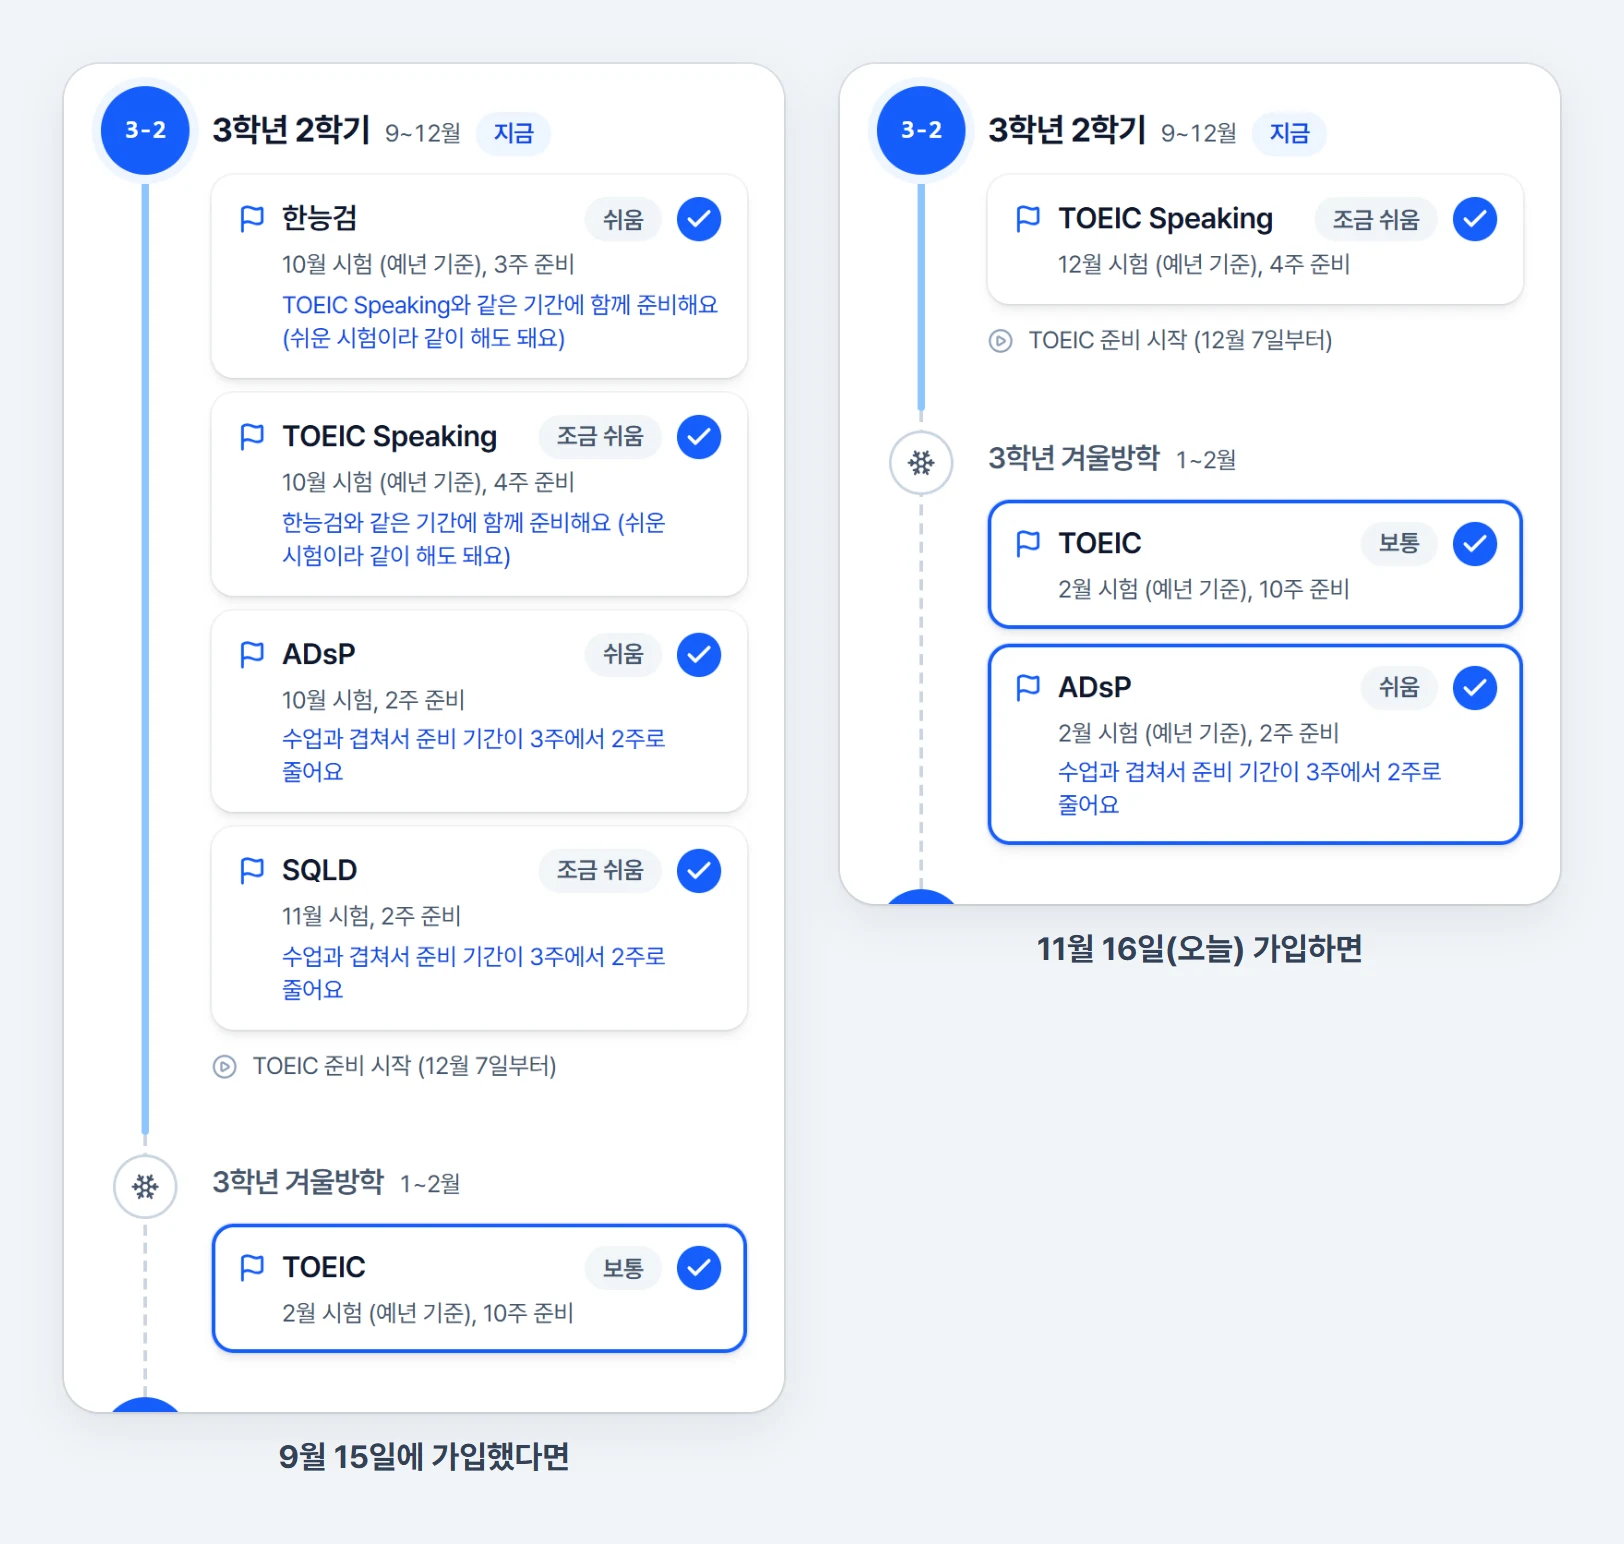 3-2
3학년 2학기 9~12월 지금
한능검 쉬움
10월 시험 (예년 기준), 3주 준비
TOEIC Speaking와 같은 기간에 함께 준비해요
(쉬운 시험이라 같이 해도 돼요)
TOEIC Speaking 조금 쉬움
10월 시험 (예년 기준), 4주 준비
한능검와 같은 기간에 함께 준비해요 (쉬운
시험이라 같이 해도 돼요)
ADsP 쉬움
10월 시험, 2주 준비
수업과 겹쳐서 준비 기간이 3주에서 2주로
줄어요
SQLD 조금 쉬움
11월 시험, 2주 준비
수업과 겹쳐서 준비 기간이 3주에서 2주로
줄어요
TOEIC 준비 시작 (12월 7일부터)
3학년 겨울방학 1~2월
TOEIC 보통
2월 시험 (예년 기준), 10주 준비
9월 15일에 가입했다면
3-2
3학년 2학기 9~12월 지금
TOEIC Speaking 조금 쉬움
12월 시험 (예년 기준), 4주 준비
TOEIC 준비 시작 (12월 7일부터)
3학년 겨울방학 1~2월
TOEIC 보통
2월 시험 (예년 기준), 10주 준비
ADsP 쉬움
2월 시험 (예년 기준), 2주 준비
수업과 겹쳐서 준비 기간이 3주에서 2주로
줄어요
11월 16일(오늘) 가입하면